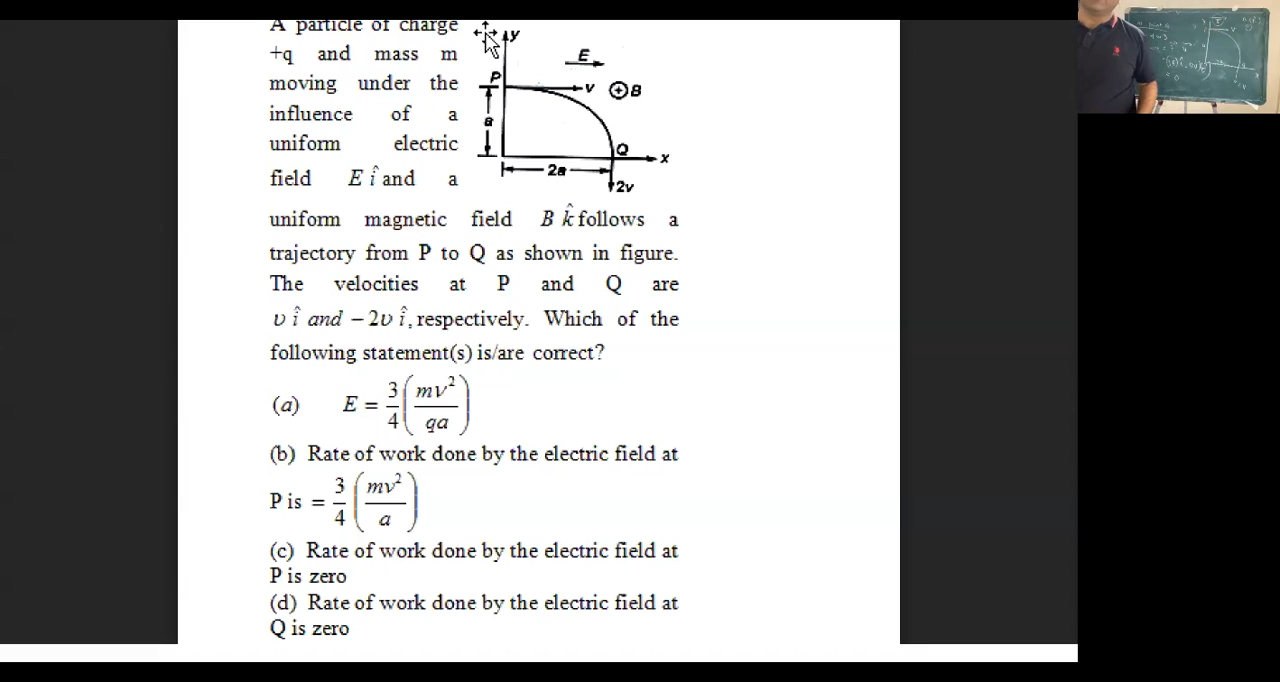 A particle of charge
+q and mass m
moving under the
influence of a
uniform electric
field E î and a
uniform magnetic field B k̂ follows a
trajectory from P to Q as shown in figure.
The velocities at P and Q are
υ î and − 2υ î, respectively. Which of the
following statement(s) is/are correct?
(a) E = 3/4 (mv²/qa)
(b) Rate of work done by the electric field at
P is = 3/4 (mv²/a)
(c) Rate of work done by the electric field at
P is zero
(d) Rate of work done by the electric field at
Q is zero
y
E
P
v
B
a
Q
x
2a
2v